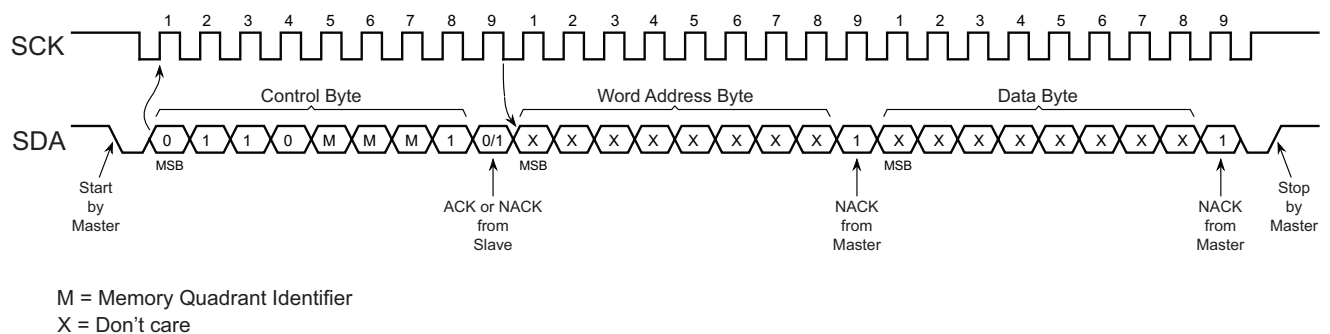 1 2 3 4 5 6 7 8 9 1 2 3 4 5 6 7 8 9 1 2 3 4 5 6 7 8 9
SCK
Control Byte Word Address Byte Data Byte
SDA 0 1 1 0 M M M 1 0/1 X X X X X X X X 1 X X X X X X X X 1
MSB MSB MSB
Start
by
Master
ACK or NACK
from
Slave
NACK
from
Master
NACK
from
Master
Stop
by
Master
M = Memory Quadrant Identifier
X = Don't care